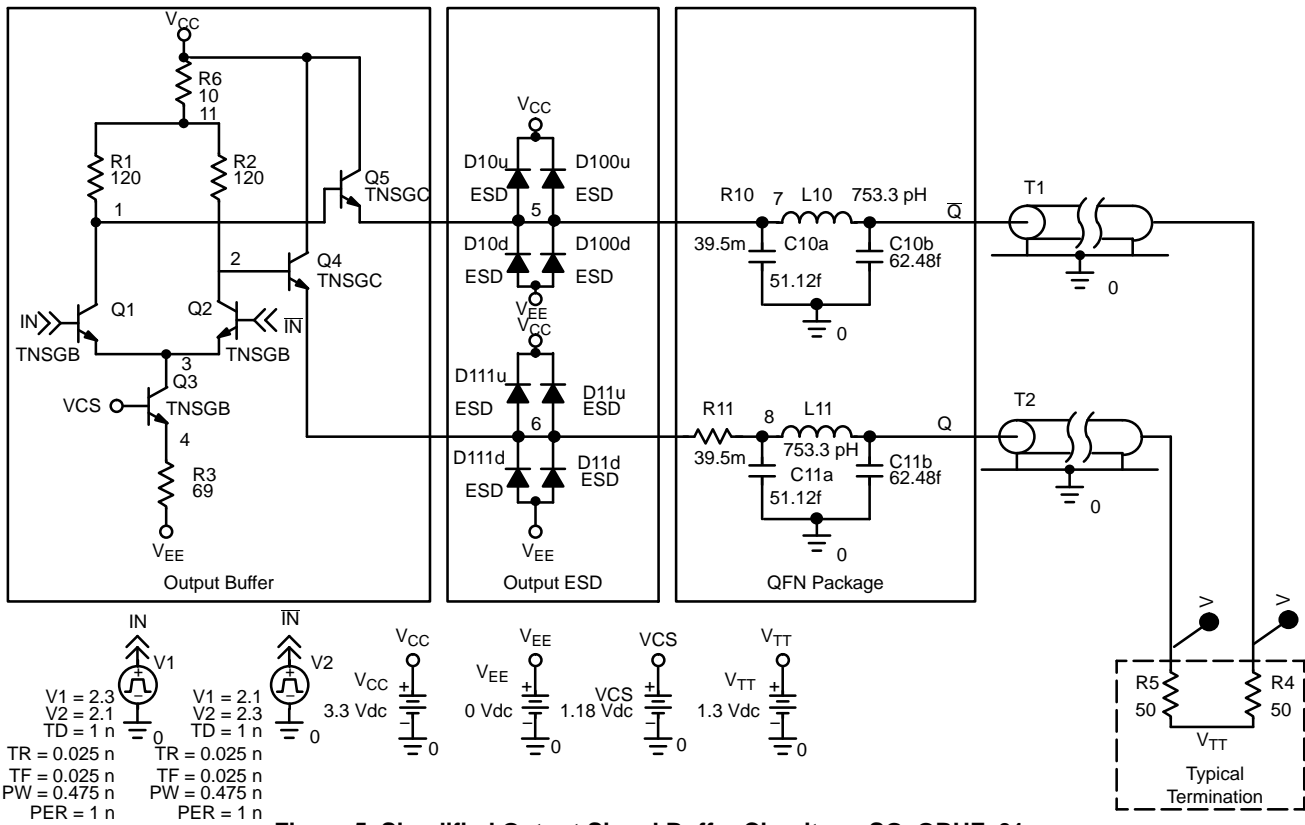 VCC
R6
10
11
R1
120
R2
120
1
Q5
TNSGC
2
Q4
TNSGC
IN
Q1
TNSGB
Q2
IN
TNSGB
3
Q3
VCS
TNSGB
4
R3
69
VEE
Output Buffer
VCC
D10u
ESD
D100u
ESD
5
D10d
ESD
D100d
ESD
VEE
VCC
D111u
ESD
D11u
ESD
6
D111d
ESD
D11d
ESD
VEE
Output ESD
R10
39.5m
7
L10
753.3 pH
C10a
51.12f
C10b
62.48f
0
R11
39.5m
8
L11
753.3 pH
C11a
51.12f
C11b
62.48f
0
QFN Package
Q
T1
0
Q
T2
0
V
V
R5
50
R4
50
VTT
Typical
Termination
IN
V1
V1 = 2.3
V2 = 2.1
TD = 1 n
0
TR = 0.025 n
TF = 0.025 n
PW = 0.475 n
PER = 1 n
IN
V2
V1 = 2.1
V2 = 2.3
TD = 1 n
0
TR = 0.025 n
TF = 0.025 n
PW = 0.475 n
PER = 1 n
VCC
VCC
3.3 Vdc
+
−
0
VEE
VEE
0 Vdc
+
−
0
VCS
VCS
1.18 Vdc
+
−
0
VTT
VTT
1.3 Vdc
+
−
0